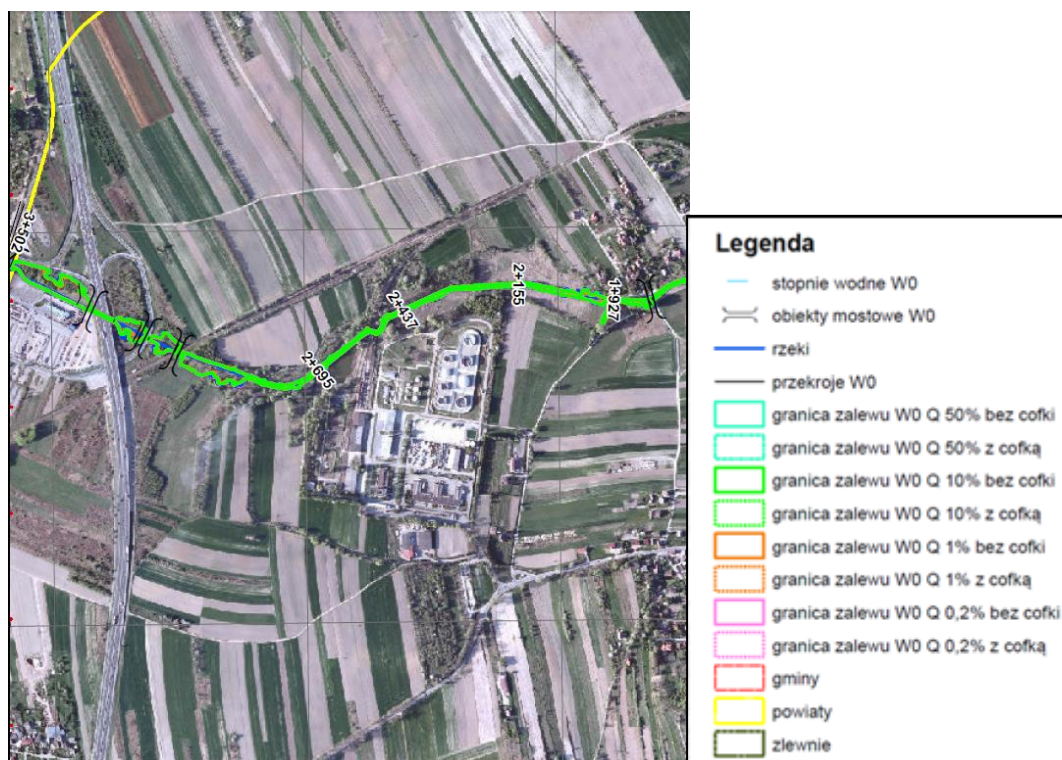 3+502
2+695
2+437
2+155
1+927
Legenda
stopnie wodne W0
obiekty mostowe W0
rzeki
przekroje W0
granica zalewu W0 Q 50% bez cofki
granica zalewu W0 Q 50% z cofką
granica zalewu W0 Q 10% bez cofki
granica zalewu W0 Q 10% z cofką
granica zalewu W0 Q 1% bez cofki
granica zalewu W0 Q 1% z cofką
granica zalewu W0 Q 0,2% bez cofki
granica zalewu W0 Q 0,2% z cofką
gminy
powiaty
zlewnie